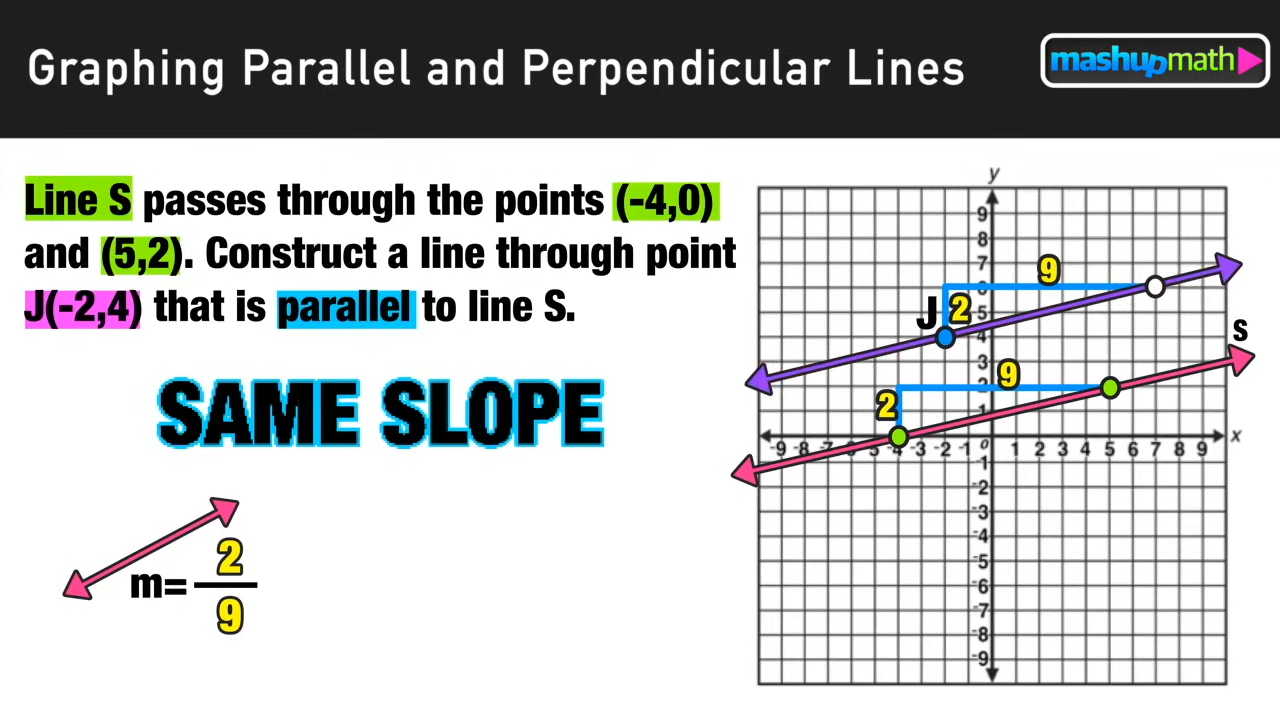 Graphing Parallel and Perpendicular Lines
mashupmath
Line S passes through the points (-4,0)
and (5,2). Construct a line through point
J(-2,4) that is parallel to line S.
SAME SLOPE
m=
2
9
y
9
8
7
9
6
J
2
5
4
S
3
9
2
2
1
-9 -8 -7 -6 5 -4 -3 -2 -1 0 1 2 3 4 5 6 7 8 9 x
-1
-2
-3
-4
-5
-6
-7
-8
-9